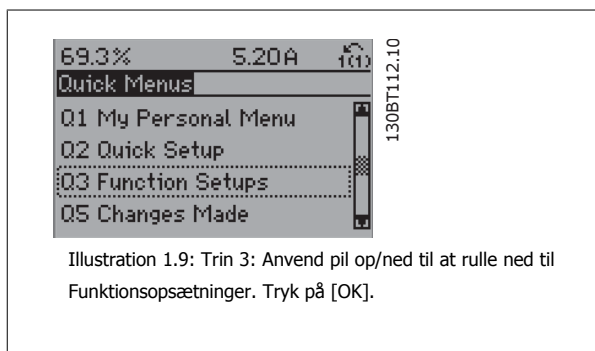 69.3% 5.20A 1(1)
Quick Menus
Q1 My Personal Menu
Q2 Quick Setup
Q3 Function Setups
Q5 Changes Made
130BT112.10
Illustration 1.9: Trin 3: Anvend pil op/ned til at rulle ned til
Funktionsopsætninger. Tryk på [OK].